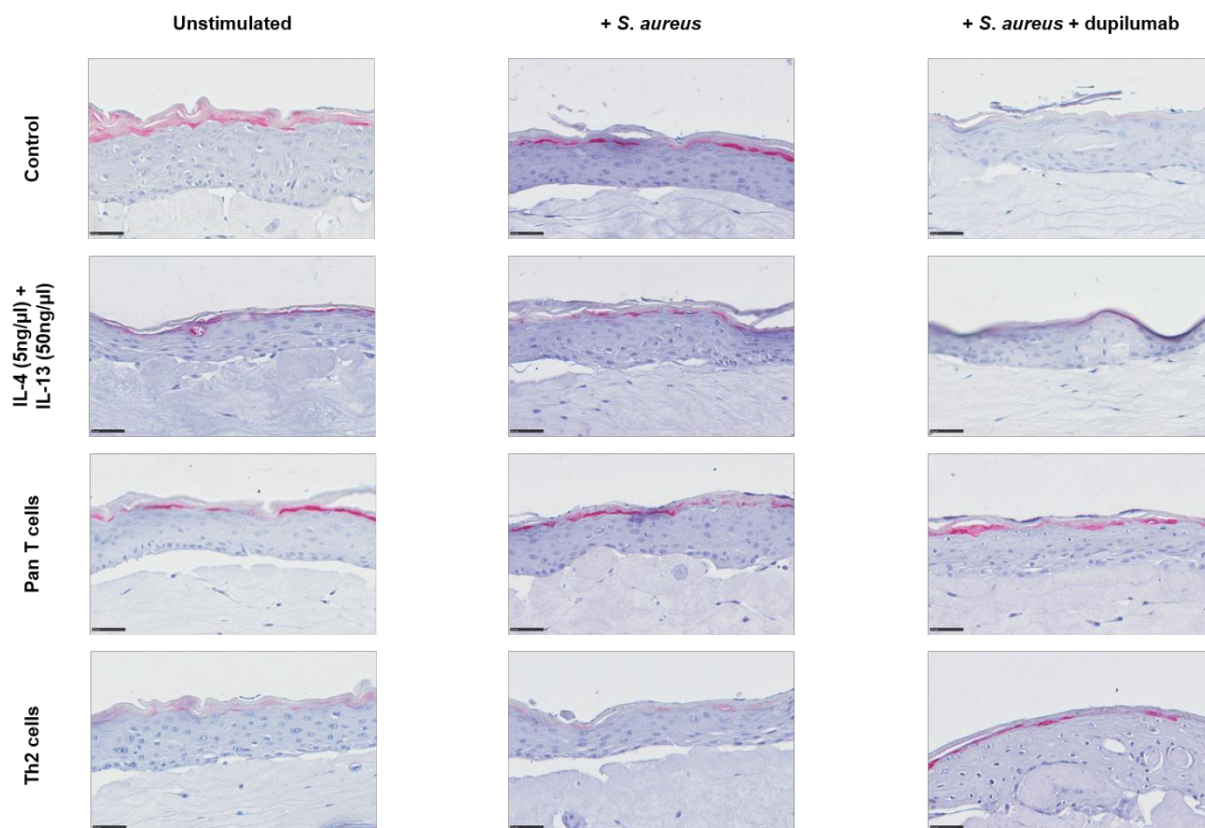 Unstimulated
+ S. aureus
+ S. aureus + dupilumab
Control
IL-4 (5ng/µl) +
IL-13 (50ng/µl)
Pan T cells
Th2 cells